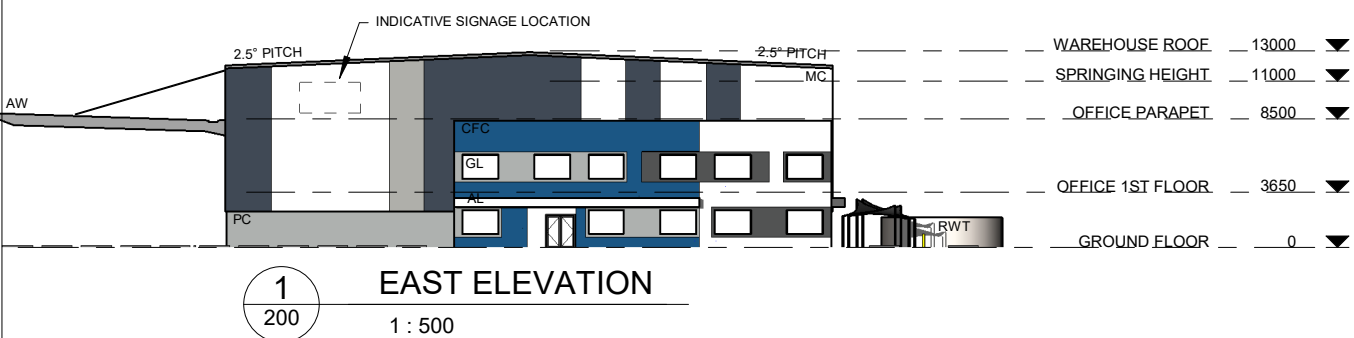 INDICATIVE SIGNAGE LOCATION
2.5° PITCH
2.5° PITCH
MC
AW
CFC
GL
AL
PC
RWT
WAREHOUSE ROOF 13000
SPRINGING HEIGHT 11000
OFFICE PARAPET 8500
OFFICE 1ST FLOOR 3650
GROUND FLOOR 0
1
200
EAST ELEVATION
1 : 500